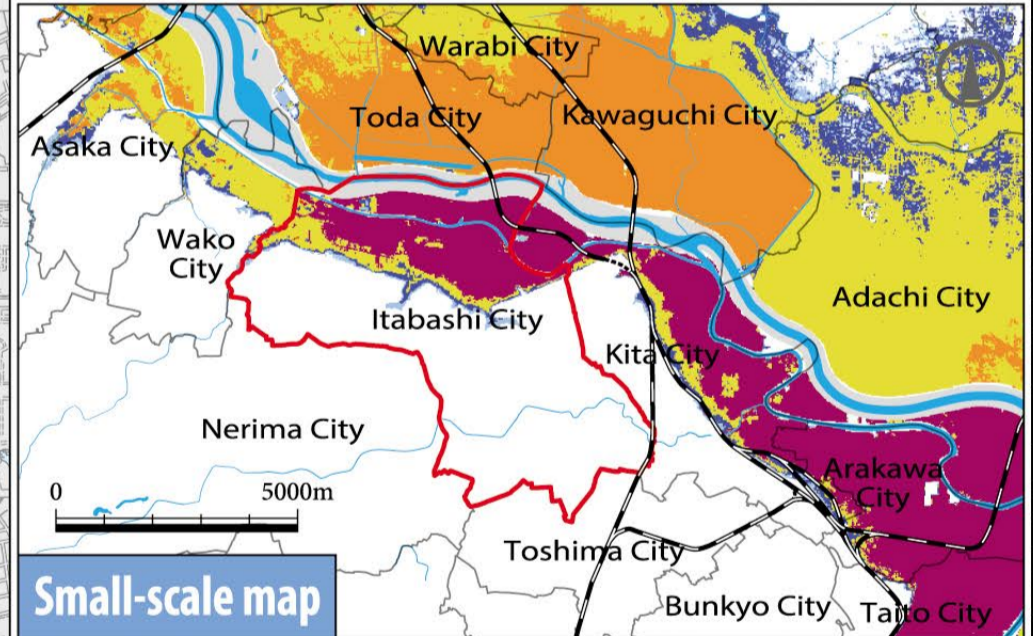 Warabi City
Toda City
Kawaguchi City
Asaka City
Wako
City
Adachi City
Itabashi City
Kita City
Nerima City
Arakawa
City
0 5000m
Toshima City
Bunkyo City
Taito City
Small-scale map